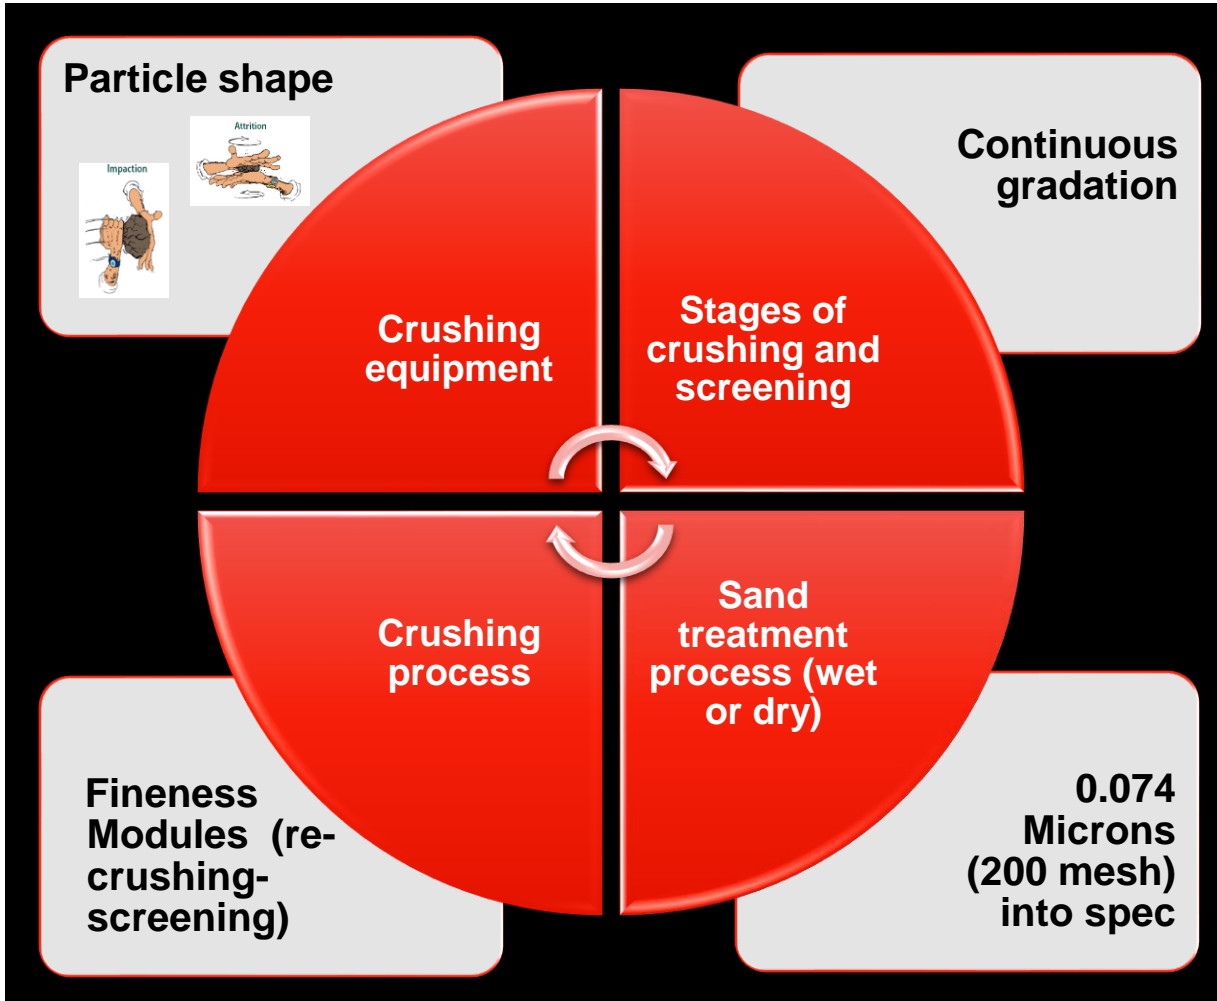 Particle shape
Attrition
Impaction
Continuous
gradation
Crushing
equipment
Stages of
crushing and
screening
Crushing
process
Sand
treatment
process (wet
or dry)
Fineness
Modules (re-
crushing-
screening)
0.074
Microns
(200 mesh)
into spec